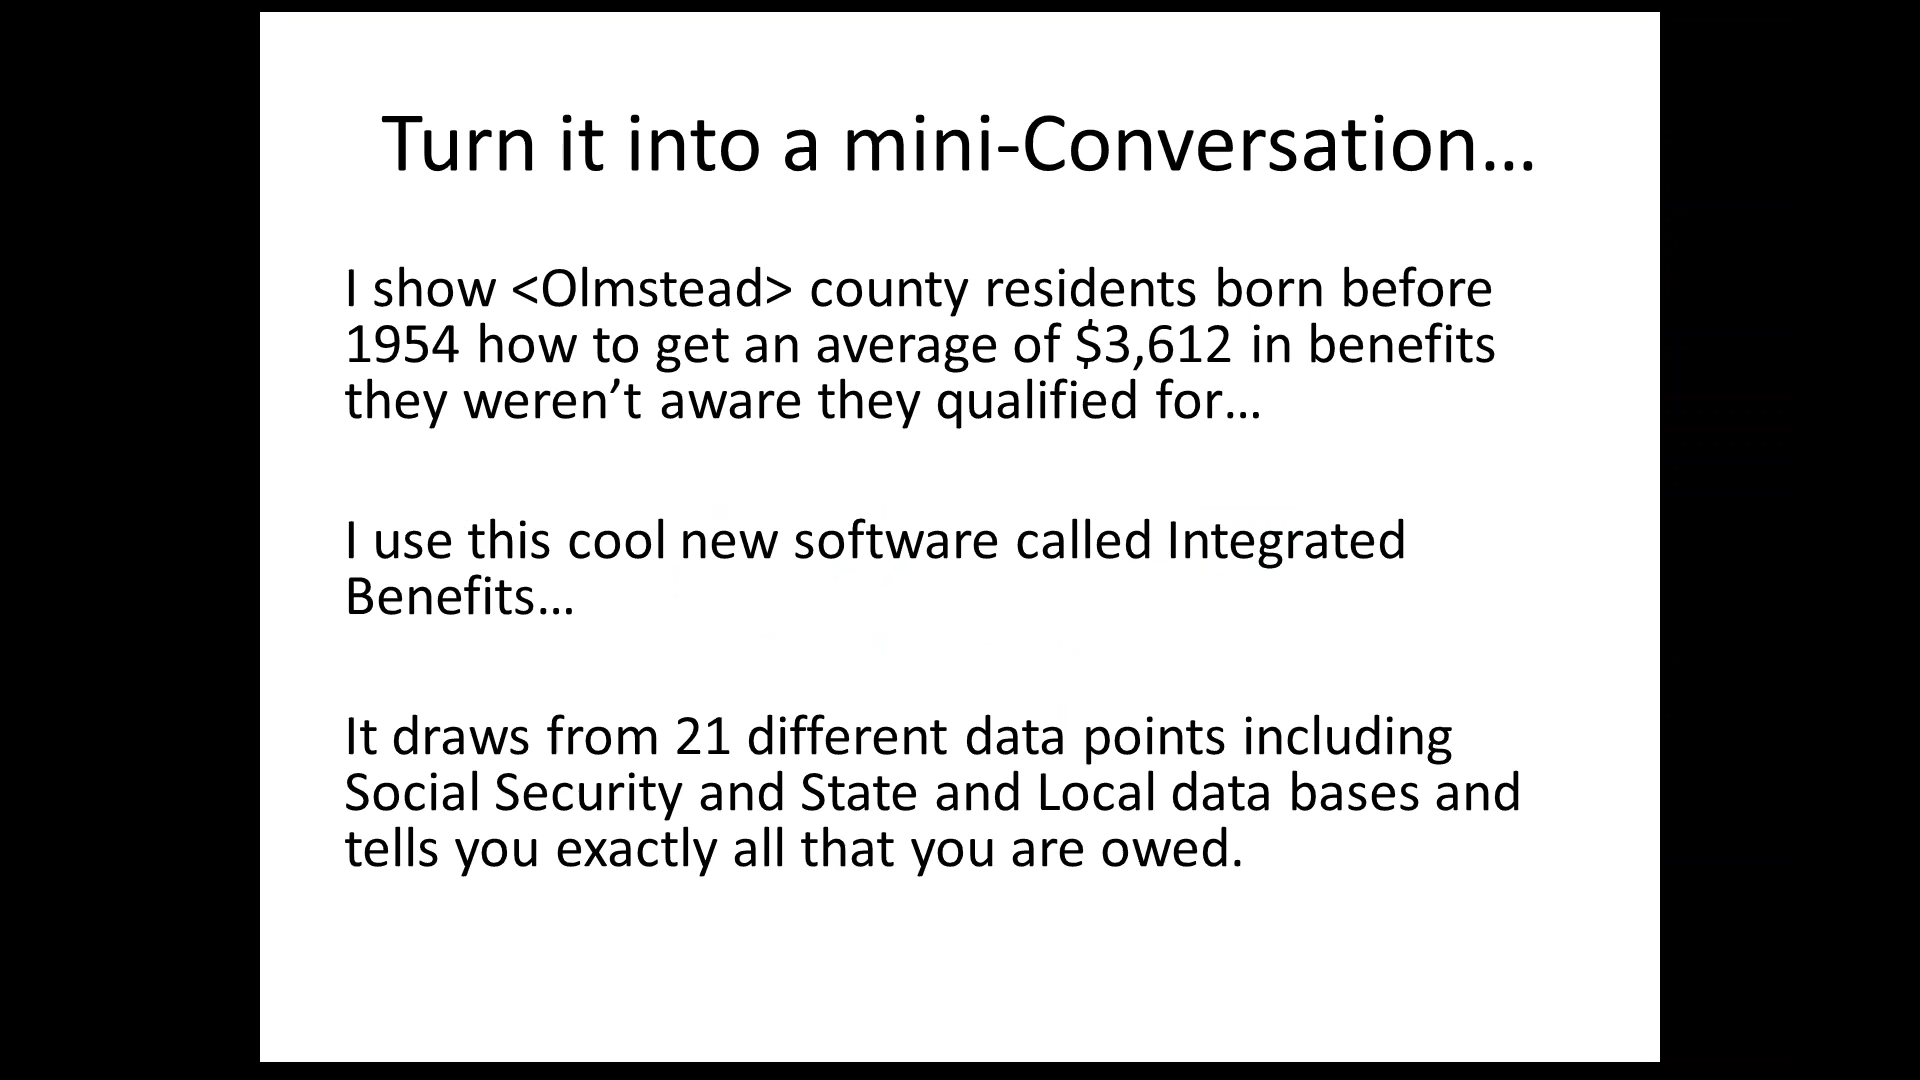 Turn it into a mini-Conversation…
I show <Olmstead> county residents born before
1954 how to get an average of $3,612 in benefits
they weren’t aware they qualified for…
I use this cool new software called Integrated
Benefits…
It draws from 21 different data points including
Social Security and State and Local data bases and
tells you exactly all that you are owed.